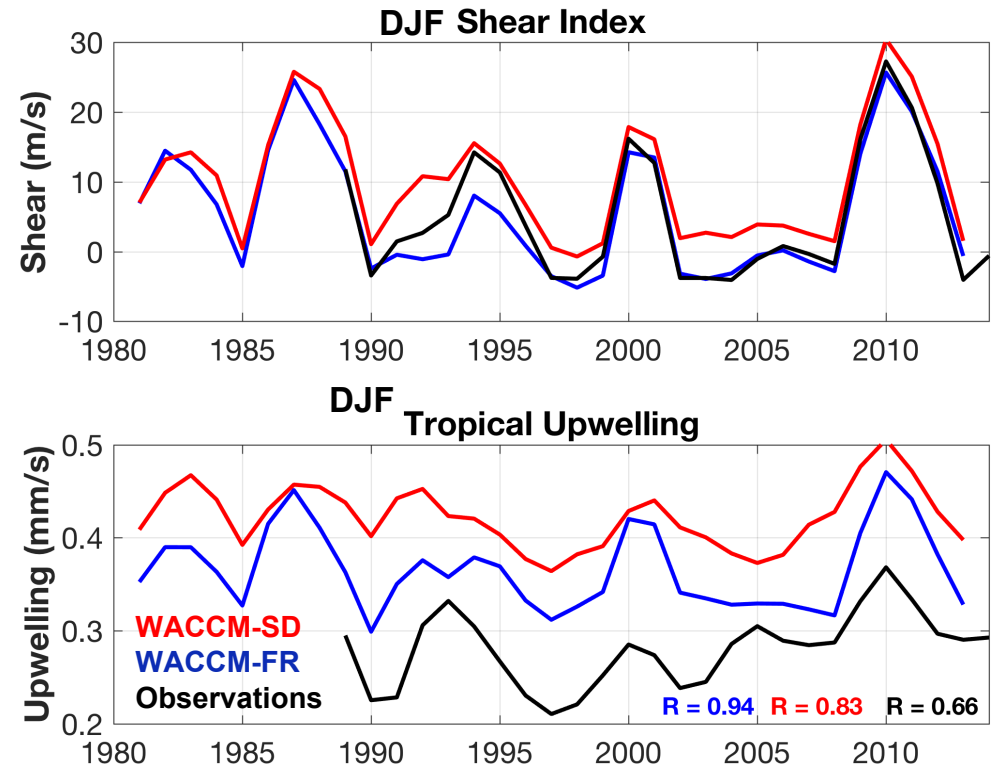 DJF Shear Index
Shear (m/s)
30
20
10
0
-10
1980 1985 1990 1995 2000 2005 2010
DJF
Tropical Upwelling
Upwelling (mm/s)
0.5
0.4
0.3
0.2
WACCM-SD
WACCM-FR
Observations
R = 0.94 R = 0.83 R = 0.66
1980 1985 1990 1995 2000 2005 2010